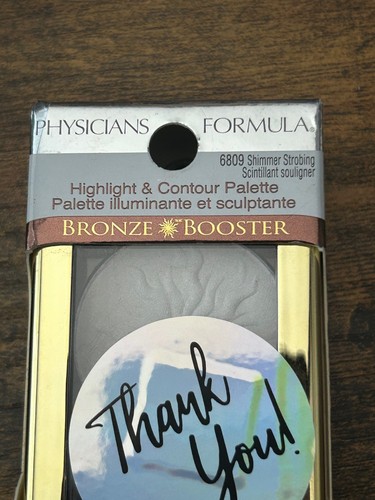 PHYSICIANS FORMULA.
6809 Shimmer Strobing
Scintillant souligner
Highlight & Contour Palette
Palette illuminante et sculptante
BRONZE BOOSTER
Thank
You!